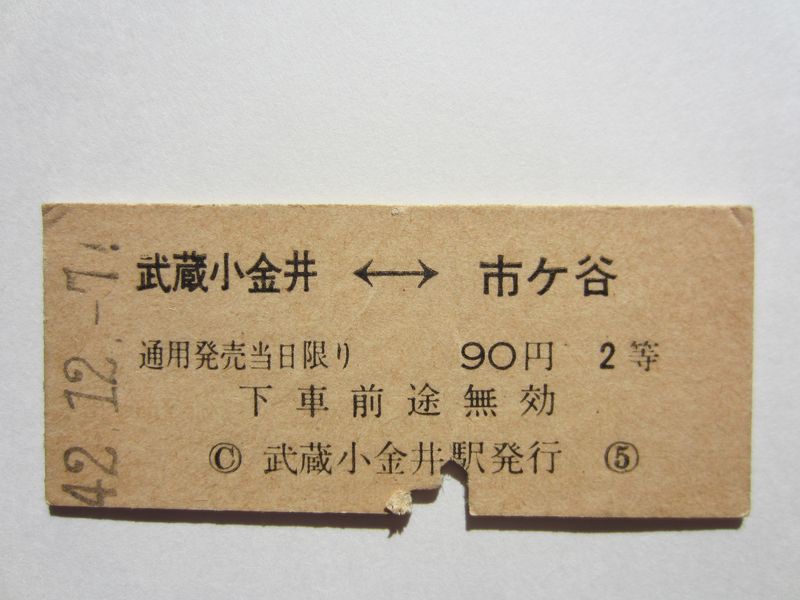 武蔵小金井 ⟷ 市ケ谷
通用発売当日限り 90円 2等
下車前途無効
Ⓒ 武蔵小金井駅発行 ⑤
42.12.-7.